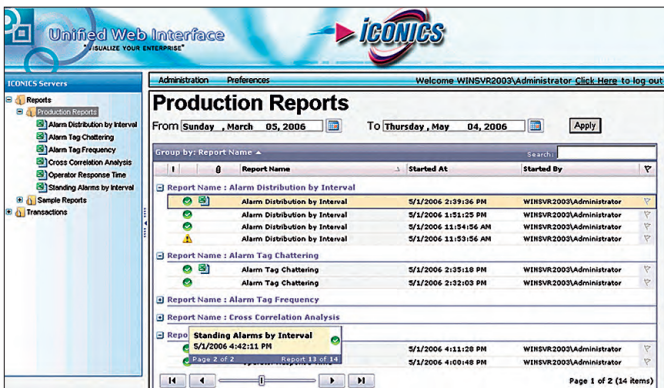 Unified Web Interface
"VISUALIZE YOUR ENTERPRISE"
ICONICS
ICONICS Servers
Administration Preferences Welcome WINSVR2003\Administrator Click Here to log out
Reports
Production Reports
Alarm Distribution by Interval
Alarm Tag Chattering
Alarm Tag Frequency
Cross Correlation Analysis
Operator Response Time
Standing Alarms by Interval
Sample Reports
Transactions
Production Reports
From Sunday , March 05, 2006 To Thursday , May 04, 2006 Apply
Group by: Report Name Search:
! Report Name Started At Started By
Report Name : Alarm Distribution by Interval
Alarm Distribution by Interval 5/1/2006 2:39:36 PM WINSVR2003\Administrator
Alarm Distribution by Interval 5/1/2006 1:51:25 PM WINSVR2003\Administrator
Alarm Distribution by Interval 5/1/2006 11:54:56 AM WINSVR2003\Administrator
Alarm Distribution by Interval 5/1/2006 11:53:56 AM WINSVR2003\Administrator
Report Name : Alarm Tag Chattering
Alarm Tag Chattering 5/1/2006 2:35:18 PM WINSVR2003\Administrator
Alarm Tag Chattering 5/1/2006 2:32:03 PM WINSVR2003\Administrator
Report Name : Alarm Tag Frequency
Report Name : Cross Correlation Analysis
Repo
Standing Alarms by Interval
5/1/2006 4:42:11 PM
Page 2 of 2 Report 13 of 14
5/1/2006 4:11:28 PM WINSVR2003\Administrator
5/1/2006 4:00:48 PM WINSVR2003\Administrator
Page 1 of 2 (14 items)